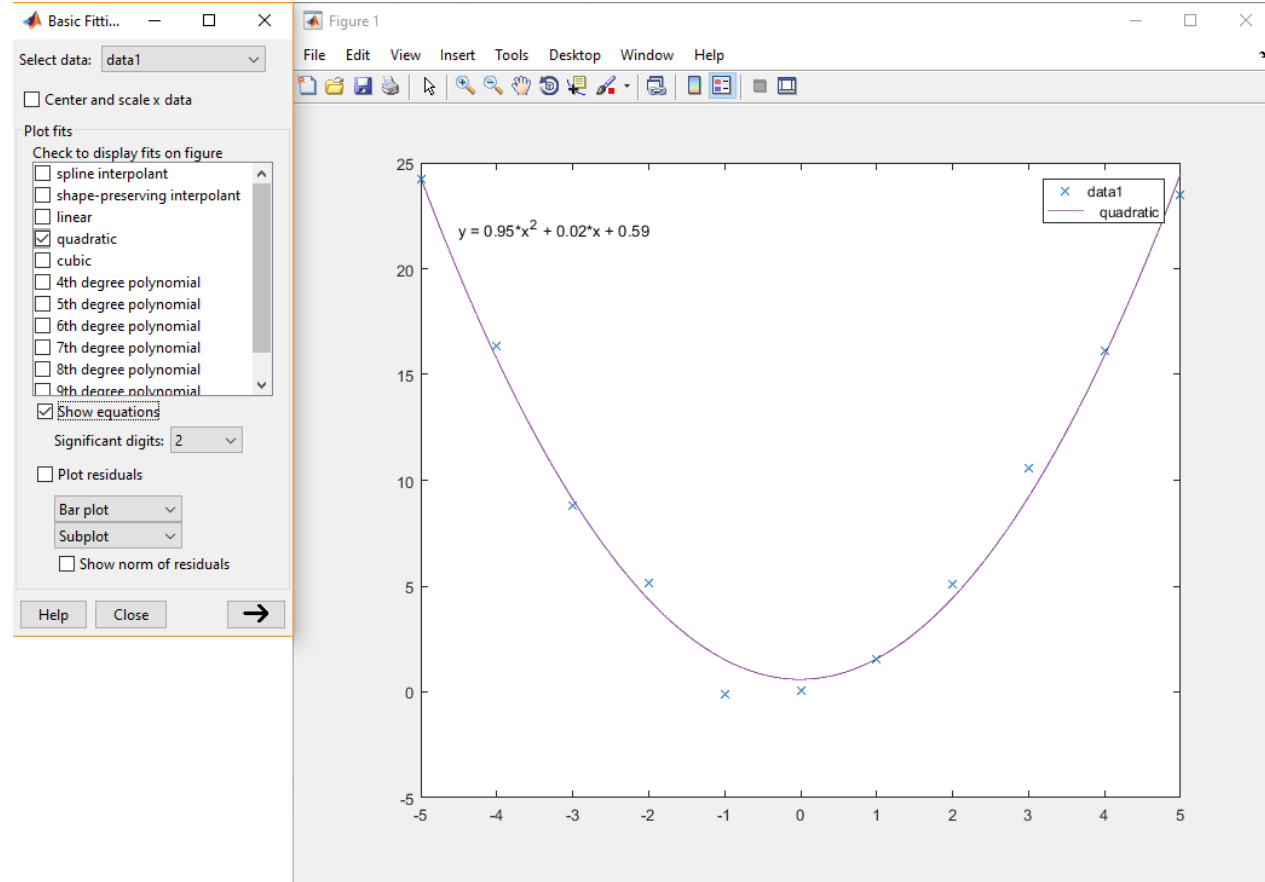 Basic Fitti...
Select data: data1
Center and scale x data
Plot fits
Check to display fits on figure
spline interpolant
shape-preserving interpolant
linear
quadratic
cubic
4th degree polynomial
5th degree polynomial
6th degree polynomial
7th degree polynomial
8th degree polynomial
9th degree polynomial
Show equations
Significant digits: 2
Plot residuals
Bar plot
Subplot
Show norm of residuals
Help Close
Figure 1
File Edit View Insert Tools Desktop Window Help
25
20
15
10
5
0
-5
y = 0.95*x² + 0.02*x + 0.59
data1
quadratic
-5 -4 -3 -2 -1 0 1 2 3 4 5